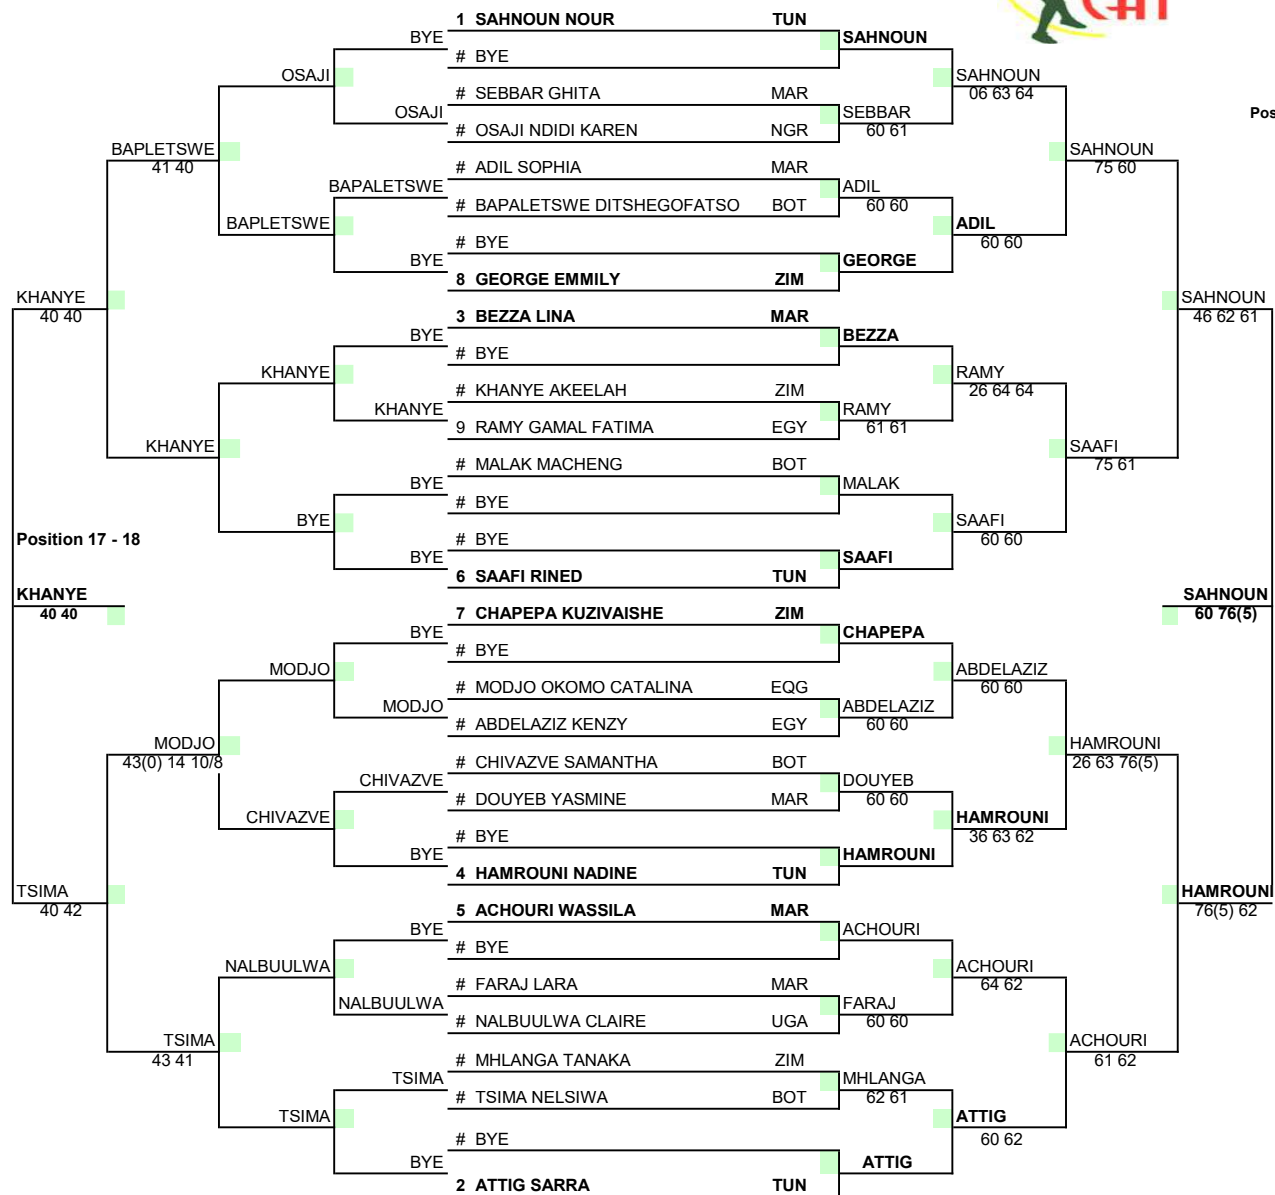 1 SAHNOUN NOUR TUN
BYE SAHNOUN
# BYE
OSAJI SAHNOUN
# SEBBAR GHITA MAR 06 63 64
OSAJI SEBBAR
# OSAJI NDIDI KAREN NGR 60 61
BAPLETSWE SAHNOUN
41 40 # ADIL SOPHIA MAR 75 60
BAPALETSWE ADIL
# BAPALETSWE DITSHEGOFATSO BOT 60 60
BAPLETSWE ADIL
# BYE 60 60
BYE GEORGE
8 GEORGE EMMILY ZIM
KHANYE SAHNOUN
40 40 3 BEZZA LINA MAR 46 62 61
BYE BEZZA
# BYE
KHANYE RAMY
# KHANYE AKEELAH ZIM 26 64 64
KHANYE RAMY
9 RAMY GAMAL FATIMA EGY 61 61
KHANYE SAAFI
# MALAK MACHENG BOT 75 61
BYE MALAK
# BYE
BYE SAAFI
Position 17 - 18 # BYE 60 60
BYE SAAFI
6 SAAFI RINED TUN
KHANYE SAHNOUN
40 40 7 CHAPEPA KUZIVAISHE ZIM 60 76(5)
BYE CHAPEPA
# BYE
MODJO ABDELAZIZ
# MODJO OKOMO CATALINA EQG 60 60
MODJO ABDELAZIZ
# ABDELAZIZ KENZY EGY 60 60
MODJO HAMROUNI
43(0) 14 10/8 # CHIVAZVE SAMANTHA BOT 26 63 76(5)
CHIVAZVE DOUYEB
# DOUYEB YASMINE MAR 60 60
CHIVAZVE HAMROUNI
# BYE 36 63 62
BYE HAMROUNI
4 HAMROUNI NADINE TUN
TSIMA HAMROUNI
40 42 5 ACHOURI WASSILA MAR 76(5) 62
BYE ACHOURI
# BYE
NALBUULWA ACHOURI
# FARAJ LARA MAR 64 62
NALBUULWA FARAJ
# NALBUULWA CLAIRE UGA 60 60
TSIMA ACHOURI
43 41 # MHLANGA TANAKA ZIM 61 62
TSIMA MHLANGA
# TSIMA NELSIWA BOT 62 61
TSIMA ATTIG
# BYE 60 62
BYE ATTIG
2 ATTIG SARRA TUN